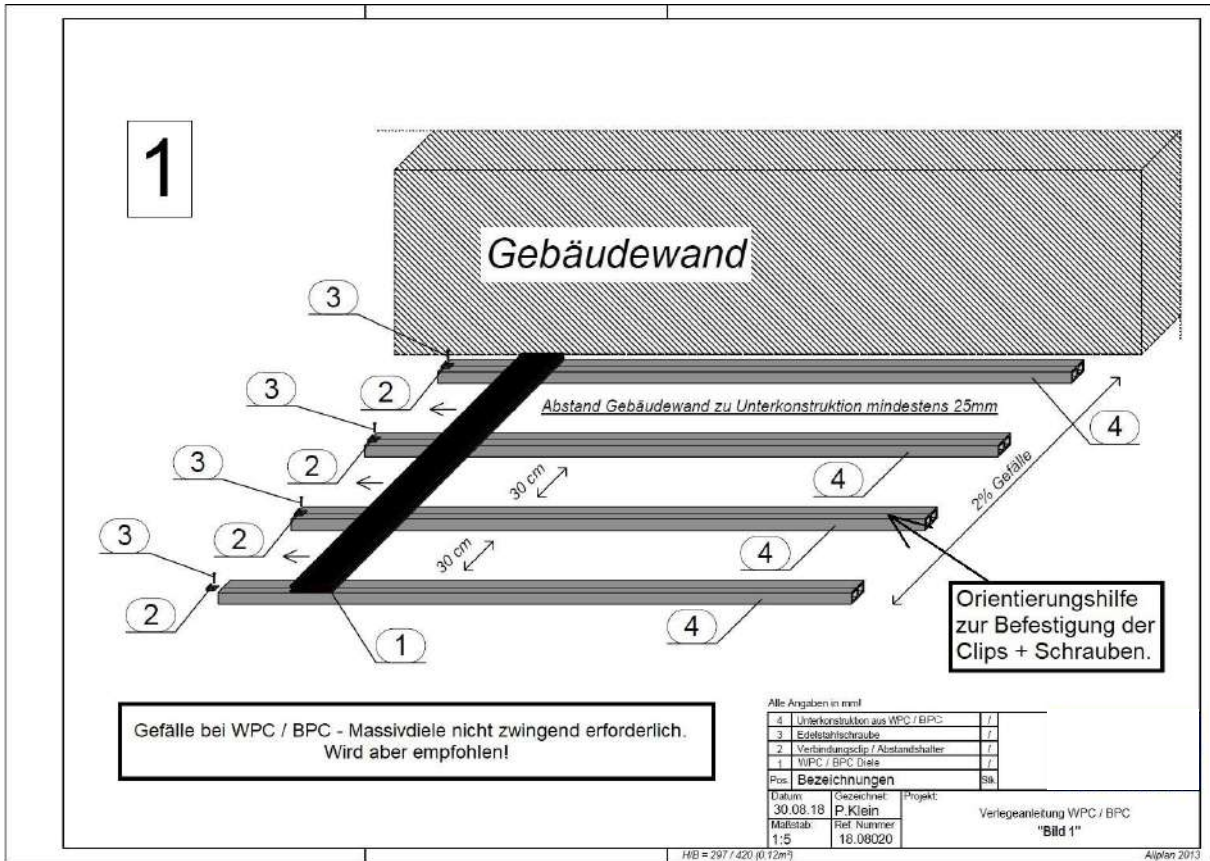 1
Gebäudewand
3
3
2
Abstand Gebäudewand zu Unterkonstruktion mindestens 25mm
4
3
2
30 cm
4
2% Gefälle
3
2
30 cm
4
2
1
4
Orientierungshilfe
zur Befestigung der
Clips + Schrauben.
Gefälle bei WPC / BPC - Massivdiele nicht zwingend erforderlich.
Wird aber empfohlen!
Alle Angaben in mm!
4 Unterkonstruktion aus WPC / BPC /
3 Edelstahlschraube /
2 Verbindungsclip / Abstandshalter /
1 WPC / BPC Diele /
Pos. Bezeichnungen Stk.
Datum: Gezeichnet: Projekt:
30.08.18 P.Klein
Verlegeanleitung WPC / BPC
"Bild 1"
Maßstab: Ref. Nummer
1:5 18.08020
H/B = 297 / 420 (0,12m²)
Allplan 2013